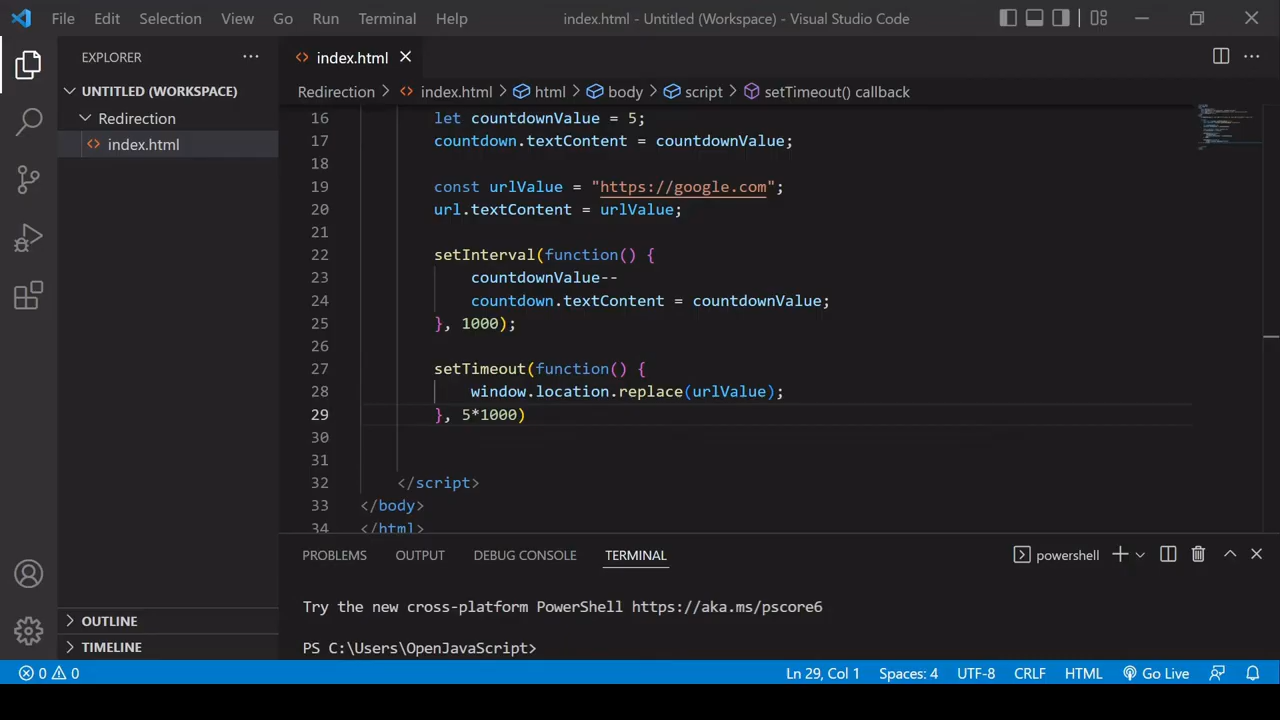 File Edit Selection View Go Run Terminal Help index.html - Untitled (Workspace) - Visual Studio Code
EXPLORER
UNTITLED (WORKSPACE)
Redirection
index.html
index.html
Redirection > index.html > html > body > script > setTimeout() callback
16 let countdownValue = 5;
17 countdown.textContent = countdownValue;
18
19 const urlValue = "https://google.com";
20 url.textContent = urlValue;
21
22 setInterval(function() {
23 countdownValue--
24 countdown.textContent = countdownValue;
25 }, 1000);
26
27 setTimeout(function() {
28 window.location.replace(urlValue);
29 }, 5*1000)
30
31
32 </script>
33 </body>
34 </html>
PROBLEMS OUTPUT DEBUG CONSOLE TERMINAL powershell
Try the new cross-platform PowerShell https://aka.ms/pscore6
PS C:\Users\OpenJavaScript>
OUTLINE
TIMELINE
0 0 Ln 29, Col 1 Spaces: 4 UTF-8 CRLF HTML Go Live